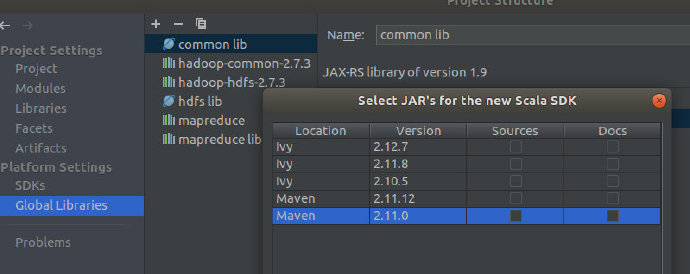 Project Structure
Project Settings
Project
Modules
Libraries
Facets
Artifacts
Platform Settings
SDKs
Global Libraries
Problems
common lib
hadoop-common-2.7.3
hadoop-hdfs-2.7.3
hdfs lib
mapreduce
mapreduce lib
Name: common lib
JAX-RS library of version 1.9
Select JAR's for the new Scala SDK
Location Version Sources Docs
Ivy 2.12.7
Ivy 2.11.8
Ivy 2.10.5
Maven 2.11.12
Maven 2.11.0